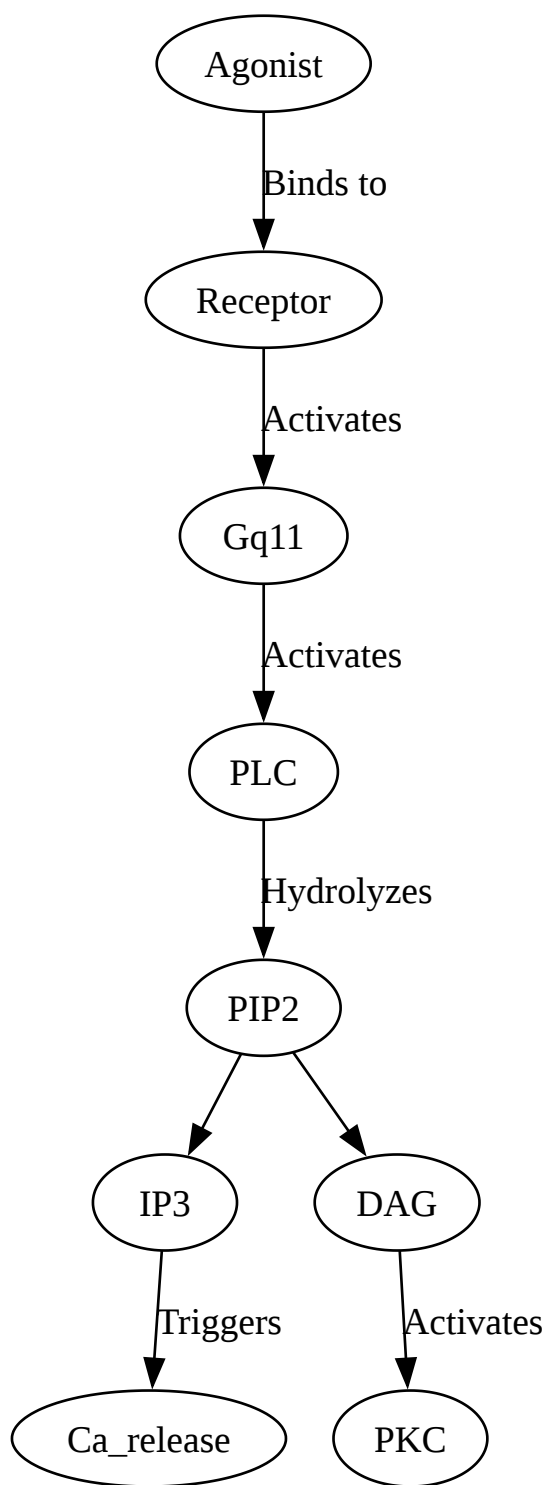 Agonist
Binds to
Receptor
Activates
Gq11
Activates
PLC
Hydrolyzes
PIP2
IP3
DAG
Triggers
Activates
Ca_release
PKC